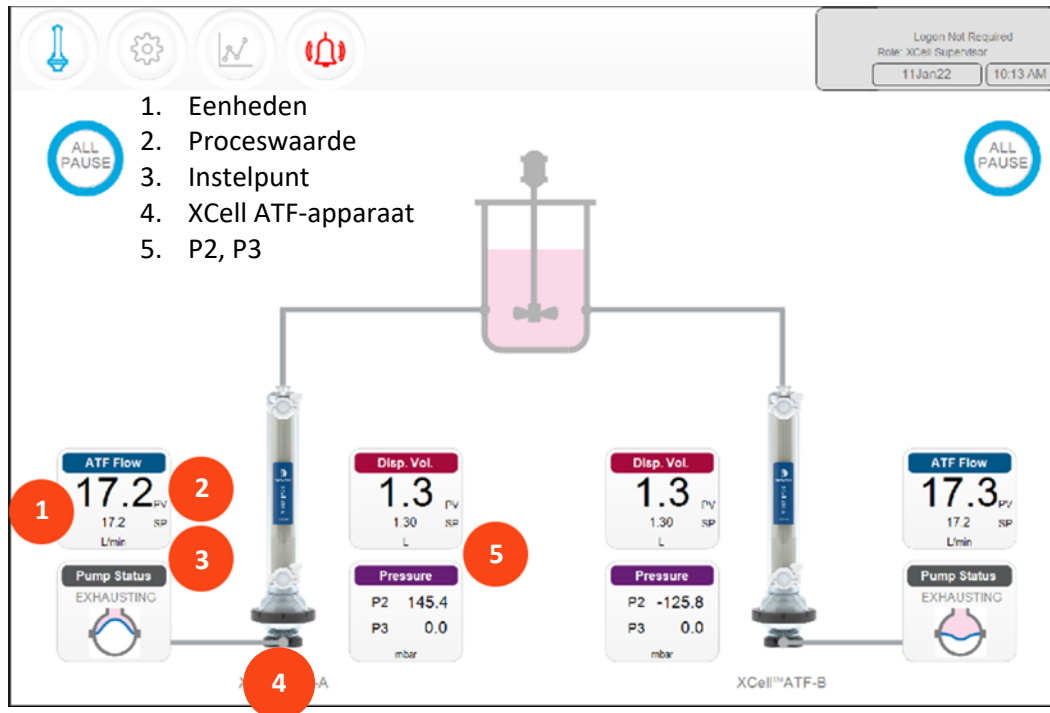 Logon Not Required
Role: XCell Supervisor
11Jan22 10:13 AM
1. Eenheden
2. Proceswaarde
3. Instelpunt
4. XCell ATF-apparaat
5. P2, P3
ALL PAUSE
ALL PAUSE
ATF Flow
17.2 PV
17.2 SP
L/min
1
2
3
Pump Status
EXHAUSTING
Disp. Vol.
1.3 PV
1.30 SP
L
5
Pressure
P2 145.4
P3 0.0
mbar
4
-A
Disp. Vol.
1.3 PV
1.30 SP
L
Pressure
P2 -125.8
P3 0.0
mbar
ATF Flow
17.3 PV
17.2 SP
L/min
Pump Status
EXHAUSTING
XCell™ATF-B